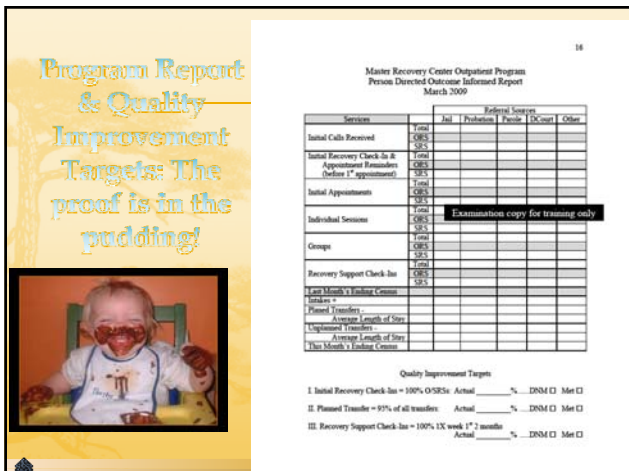 Program Report
& Quality
Improvement
Targets: The
proof is in the
pudding!
16
Master Recovery Center Outpatient Program
Person Directed Outcome Informed Report
March 2009
Referral Sources
Services Jail Probation Parole DCourt Other
Initial Calls Received Total
ORS
SRS
Initial Recovery Check-In & Total
Appointment Reminders ORS
(before 1st appointment) SRS
Initial Appointments Total
ORS
SRS
Individual Sessions Total
ORS
SRS
Examination copy for training only
Groups Total
ORS
SRS
Recovery Support Check-Ins Total
ORS
SRS
Last Month's Ending Census
Intakes +
Planned Transfers -
Average Length of Stay
Unplanned Transfers -
Average Length of Stay
This Month's Ending Census
Quality Improvement Targets
I. Initial Recovery Check-Ins = 100% O/SRSs: Actual ______% ....DNM ☐ Met ☐
II. Planned Transfer = 95% of all transfers: Actual ______% ....DNM ☐ Met ☐
III. Recovery Support Check-Ins = 100% 1X week 1st 2 months
Actual ______% ....DNM ☐ Met ☐